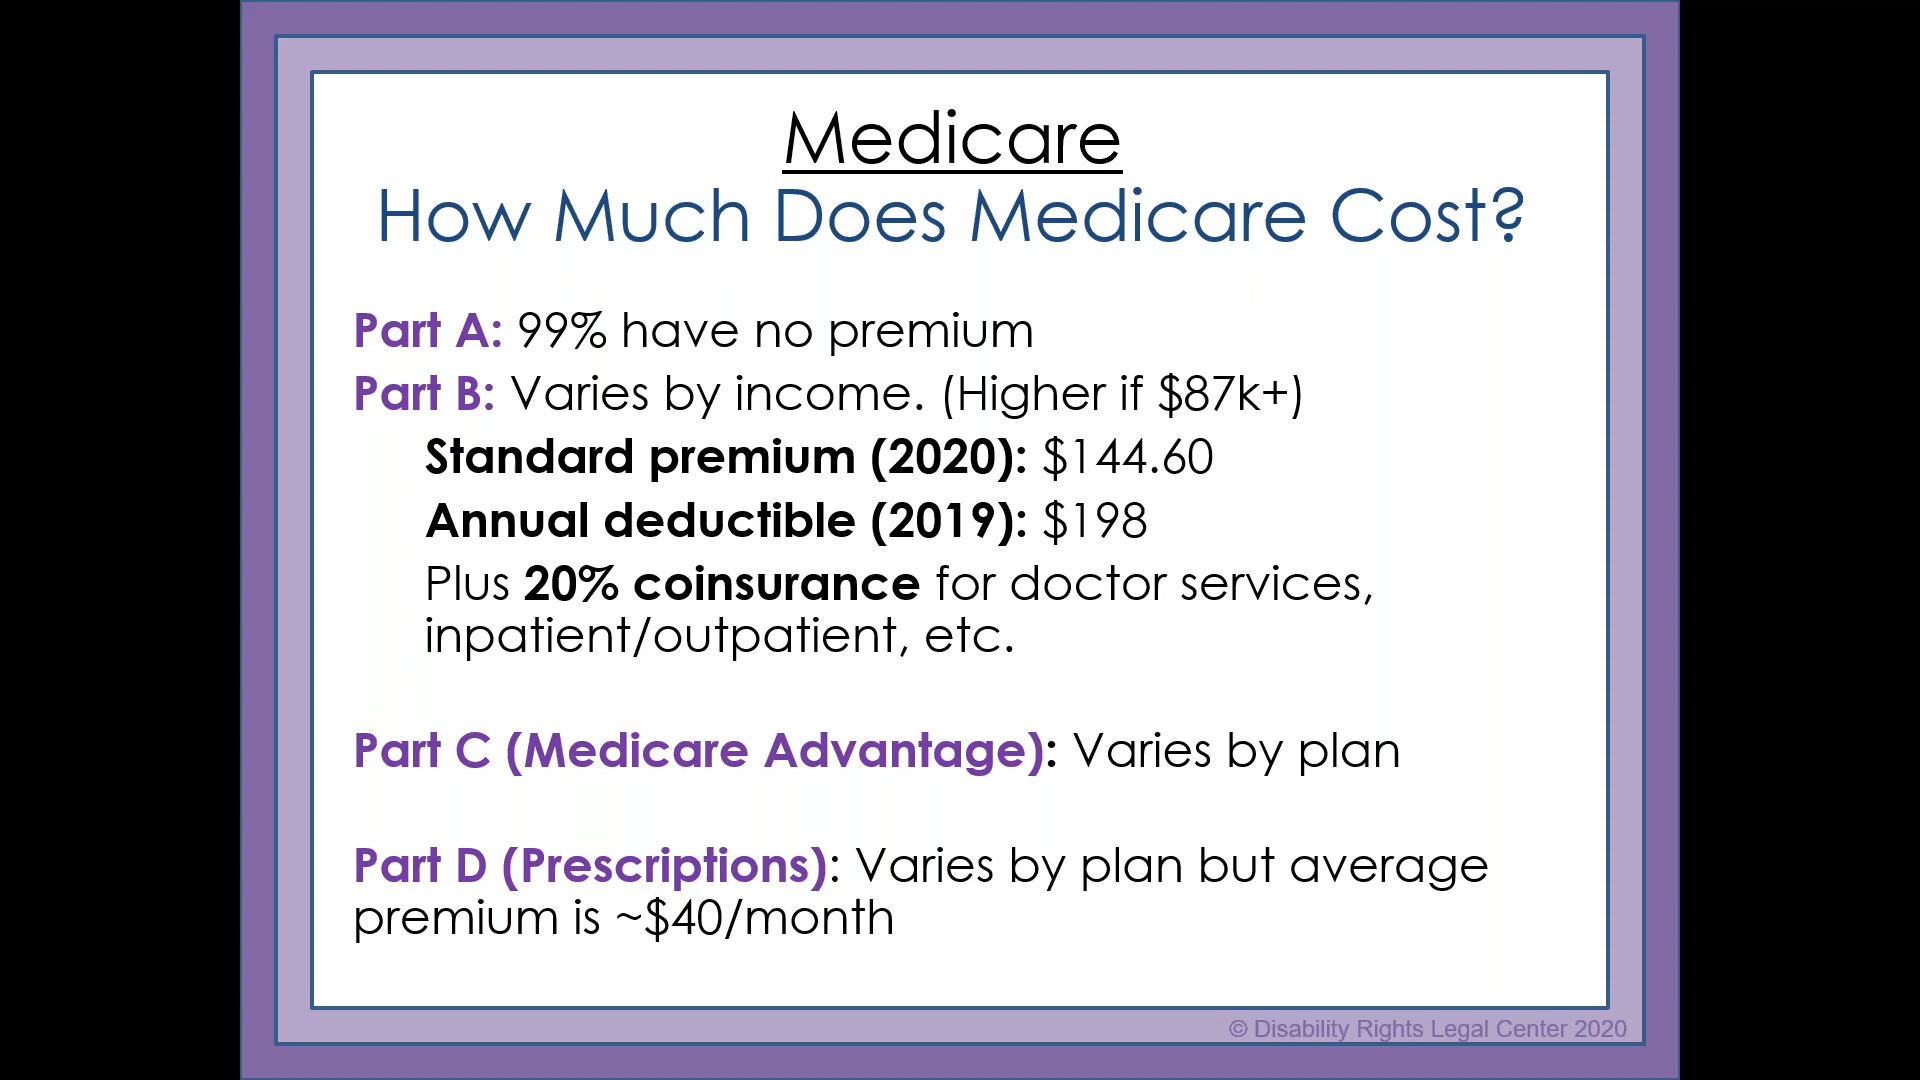 Medicare
How Much Does Medicare Cost?
Part A: 99% have no premium
Part B: Varies by income. (Higher if $87k+)
Standard premium (2020): $144.60
Annual deductible (2019): $198
Plus 20% coinsurance for doctor services,
inpatient/outpatient, etc.
Part C (Medicare Advantage): Varies by plan
Part D (Prescriptions): Varies by plan but average
premium is ~$40/month
© Disability Rights Legal Center 2020